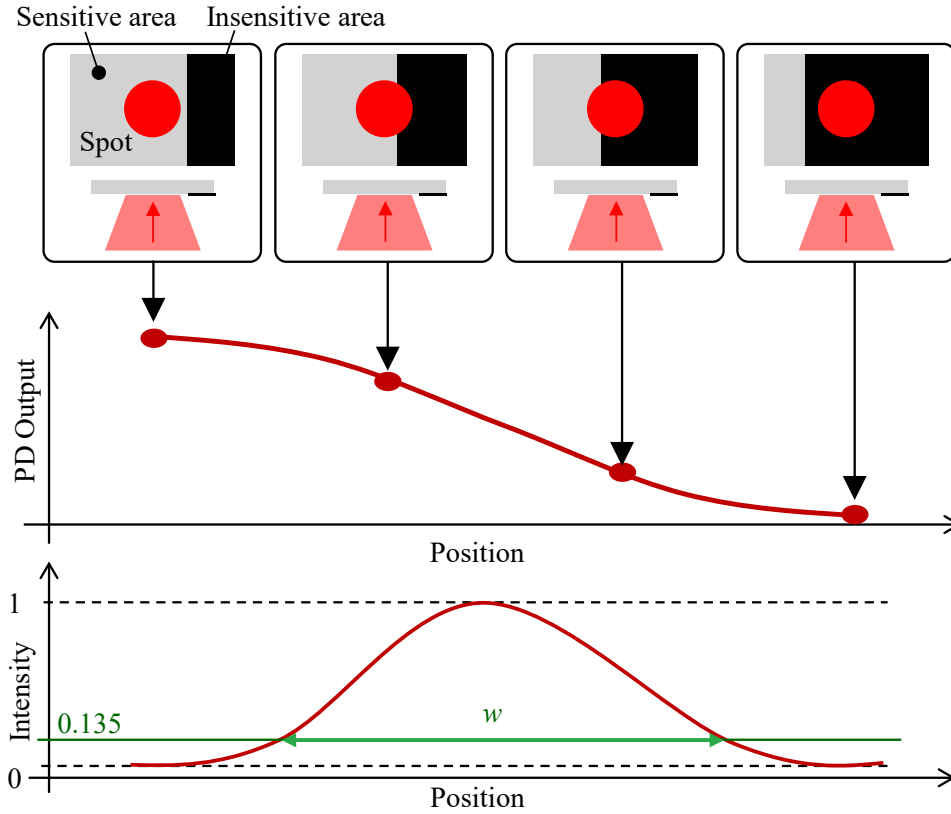 Sensitive area
Insensitive area
Spot
PD Output
Position
1
Intensity
0.135
w
0
Position